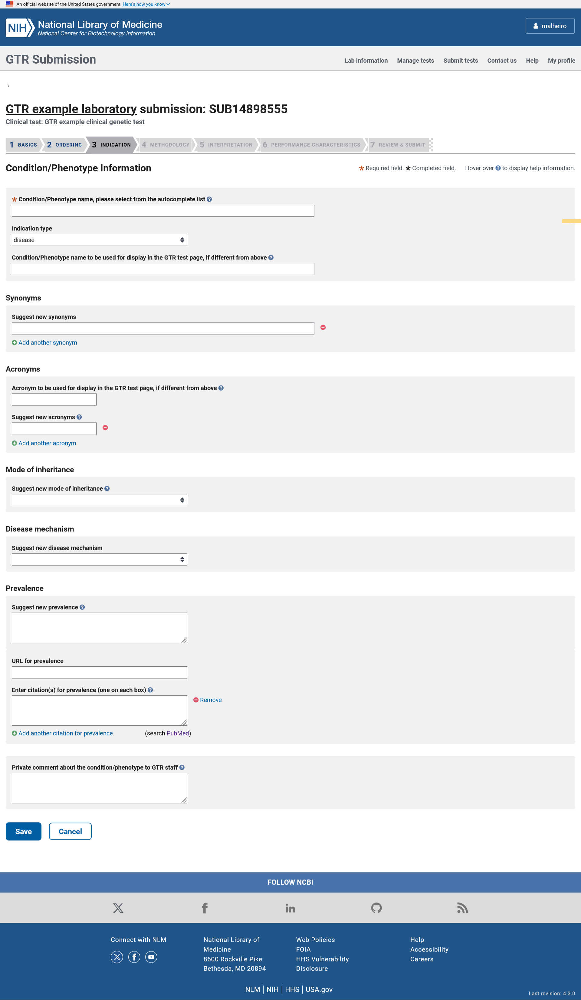 An official website of the United States government Here's how you know
NIH National Library of Medicine
National Center for Biotechnology Information
malheiro
GTR Submission
Lab information Manage tests Submit tests Contact us Help My profile
GTR example laboratory submission: SUB14898555
Clinical test: GTR example clinical genetic test
1 BASICS 2 ORDERING 3 INDICATION 4 METHODOLOGY 5 INTERPRETATION 6 PERFORMANCE CHARACTERISTICS 7 REVIEW & SUBMIT
Condition/Phenotype Information
* Required field. * Completed field. Hover over ? to display help information.
* Condition/Phenotype name, please select from the autocomplete list ?
Indication type
disease
Condition/Phenotype name to be used for display in the GTR test page, if different from above ?
Synonyms
Suggest new synonyms
Add another synonym
Acronyms
Acronym to be used for display in the GTR test page, if different from above ?
Suggest new acronyms ?
Add another acronym
Mode of inheritance
Suggest new mode of inheritance ?
Disease mechanism
Suggest new disease mechanism
Prevalence
Suggest new prevalence ?
URL for prevalence
Enter citation(s) for prevalence (one on each box) ?
Remove
Add another citation for prevalence (search PubMed)
Private comment about the condition/phenotype to GTR staff ?
Save Cancel
FOLLOW NCBI
Connect with NLM
National Library of
Medicine
8600 Rockville Pike
Bethesda, MD 20894
Web Policies
FOIA
HHS Vulnerability
Disclosure
Help
Accessibility
Careers
NLM | NIH | HHS | USA.gov
Last revision: 4.3.0